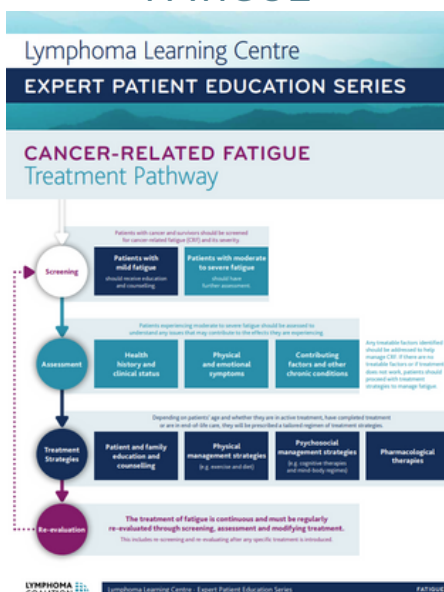 FATIGUE
Lymphoma Learning Centre
EXPERT PATIENT EDUCATION SERIES
CANCER-RELATED FATIGUE
Treatment Pathway
Patients with cancer and survivors should be screened
for cancer-related fatigue (CRF) and its severity.
Screening
Patients with
mild fatigue
should receive education
and counselling
Patients with moderate
to severe fatigue
should have
further assessment
Patients experiencing moderate to severe fatigue should be assessed to
understand any issues that may contribute to the effects they are experiencing
Assessment
Health
history and
clinical status
Physical
and emotional
symptoms
Contributing
factors and other
chronic conditions
Any treatable factors identified
should be addressed to help
manage CRF. If there are no
treatable factors or if treatment
does not work, patients should
proceed with treatment
strategies to manage fatigue
Depending on patients' age and whether they are in active treatment, have completed treatment
or are in end-of-life care, they will be prescribed a tailored regimen of treatment strategies.
Treatment
Strategies
Patient and family
education and
counselling
Physical
management strategies
(e.g. exercise and diet)
Psychosocial
management strategies
(e.g. cognitive therapies
and mind-body regimes)
Pharmacological
therapies
Re-evaluation
The treatment of fatigue is continuous and must be regularly
re-evaluated through screening, assessment and modifying treatment.
This includes re-screening and re-evaluating after any specific treatment is introduced.
LYMPHOMA
COALITION
Lymphoma Learning Centre - Expert Patient Education Series
FATIGUE